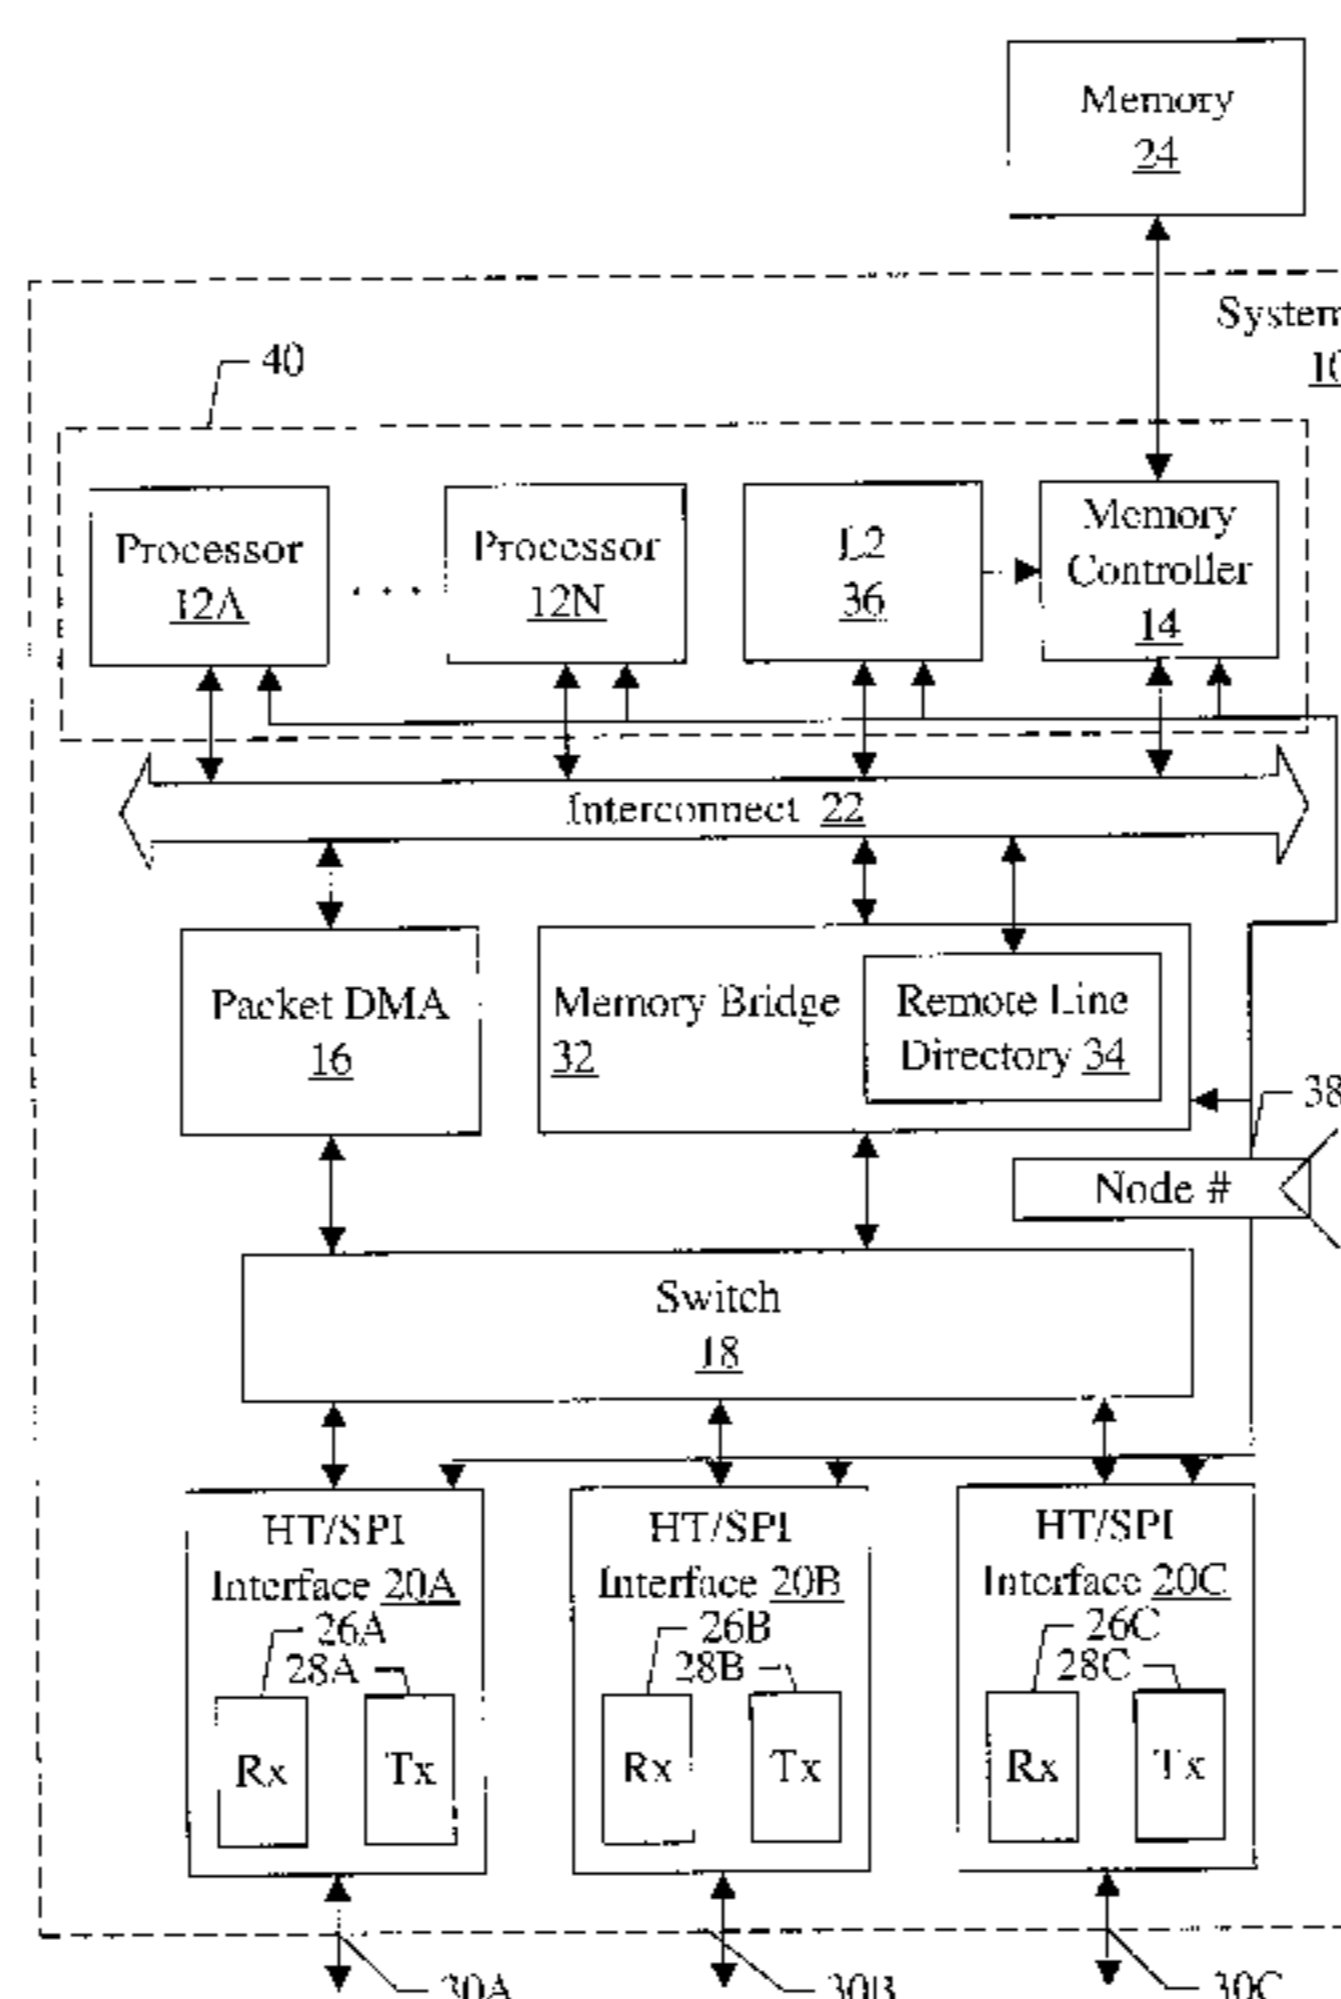 Memory
24
System
10
40
Processor
12A
. . .
Processor
12N
L2
36
Memory
Controller
14
Interconnect 22
Packet DMA
16
Memory Bridge
32
Remote Line
Directory 34
38
Node #
Switch
18
HT/SPI
Interface 20A
26A
28A
Rx
Tx
HT/SPI
Interface 20B
26B
28B
Rx
Tx
HT/SPI
Interface 20C
26C
28C
Rx
Tx
30A
30B
30C